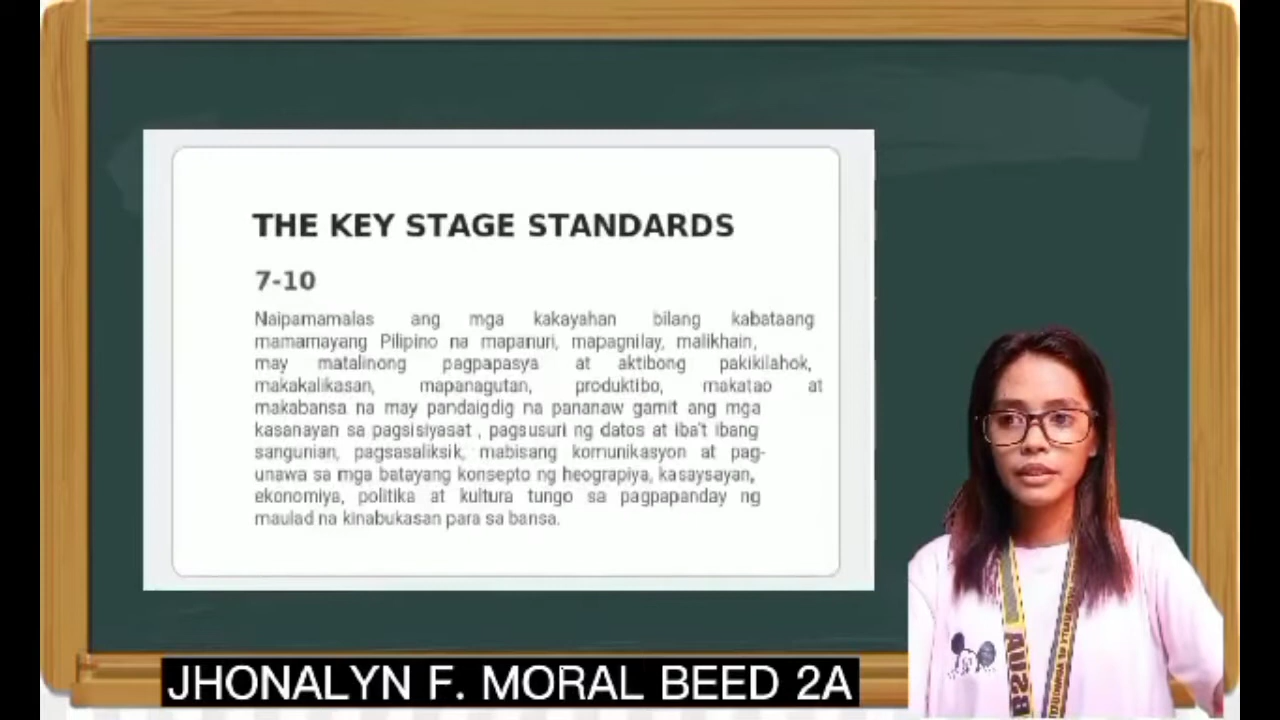 THE KEY STAGE STANDARDS
7-10
Naipamamalas ang mga kakayahan bilang kabataang
mamamayang Pilipino na mapanuri, mapagnilay, malikhain,
may matalinong pagpapasya at aktibong pakikilahok,
makakalikasan, mapanagutan, produktibo, makatao at
makabansa na may pandaigdig na pananaw gamit ang mga
kasanayan sa pagsisiyasat , pagsusuri ng datos at iba't ibang
sangunian, pagsasaliksik, mabisang komunikasyon at pag-
unawa sa mga batayang konsepto ng heograpiya, kasaysayan,
ekonomiya, politika at kultura tungo sa pagpapanday ng
maulad na kinabukasan para sa bansa.
JHONALYN F. MORAL BEED 2A